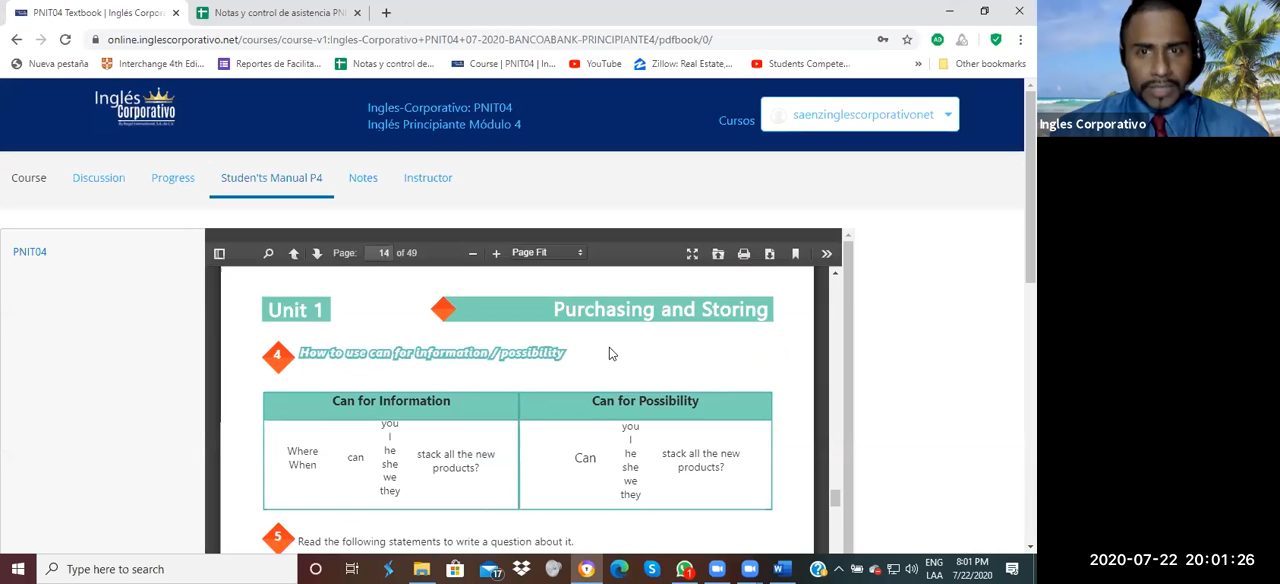 PNIT04 Textbook | Ingles Corpor
Notas y control de asistencia PNI
online.inglescorporativo.net/courses/course-v1:Ingles-Corporativo+PNIT04+07-2020-BANCOABANK-PRINCIPIANTE4/pdfbook/0/
Nueva pestaña
Interchange 4th Edi...
Reportes de Facilita...
Notas y control de...
Course | PNIT04 | In...
YouTube
Zillow: Real Estate,...
Students Compete...
»
Other bookmarks
Inglés
Corporativo
Ingles-Corporativo: PNIT04
Inglés Principiante Módulo 4
Cursos
saenzinglescorporativonet
Course
Discussion
Progress
Studen'ts Manual P4
Notes
Instructor
PNIT04
Page: 14 of 49
Page Fit
Unit 1
Purchasing and Storing
4
How to use can for information / possibility
Can for Information
Can for Possibility
Where
When
can
you
I
he
she
we
they
stack all the new
products?
Can
you
I
he
she
we
they
stack all the new
products?
5
Read the following statements to write a question about it.
Type here to search
17
1
ENG
LAA
8:01 PM
7/22/2020
Ingles Corporativo
2020-07-22 20:01:26